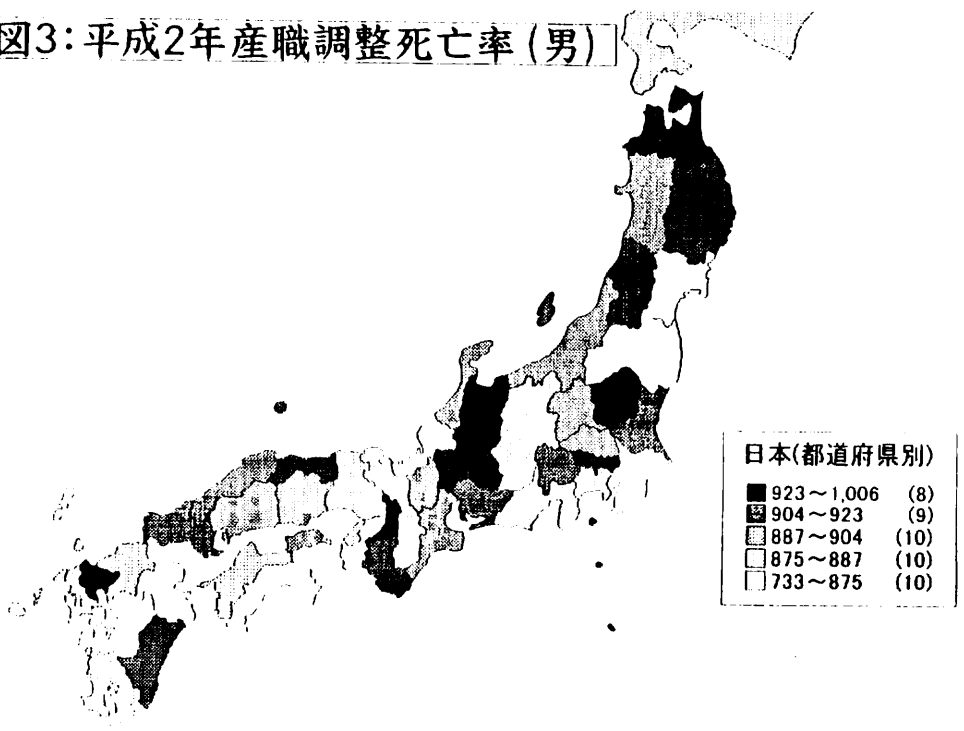 図3:平成2年産職調整死亡率(男)
日本(都道府県別)
923～1,006 (8)
904～923 (9)
887～904 (10)
875～887 (10)
733～875 (10)